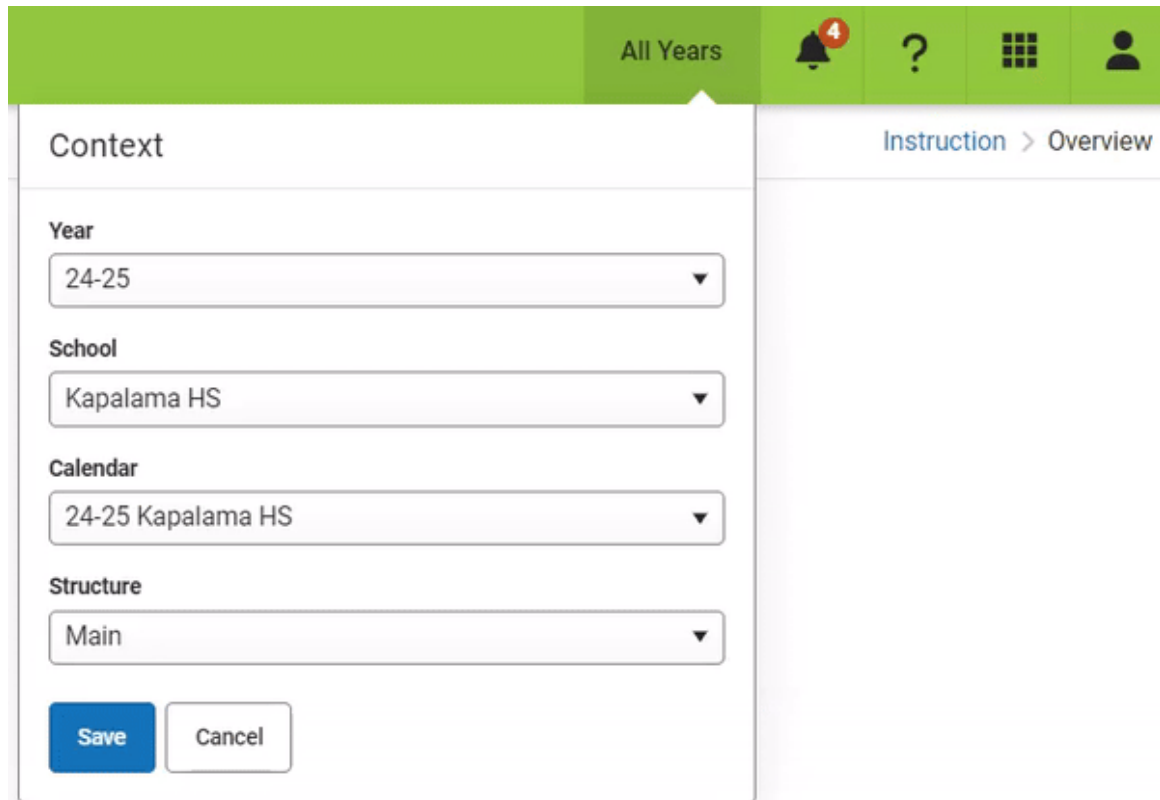 All Years
4
?
Context
Instruction > Overview
Year
24-25
School
Kapalama HS
Calendar
24-25 Kapalama HS
Structure
Main
Save Cancel